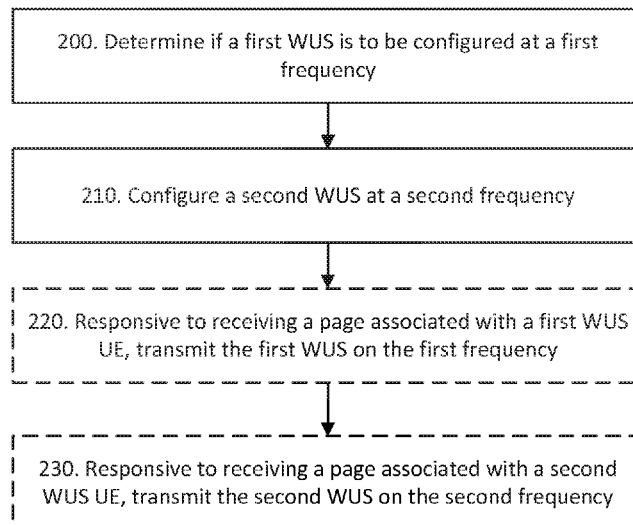 200. Determine if a first WUS is to be configured at a first
frequency
210. Configure a second WUS at a second frequency
220. Responsive to receiving a page associated with a first WUS
UE, transmit the first WUS on the first frequency
230. Responsive to receiving a page associated with a second
WUS UE, transmit the second WUS on the second frequency